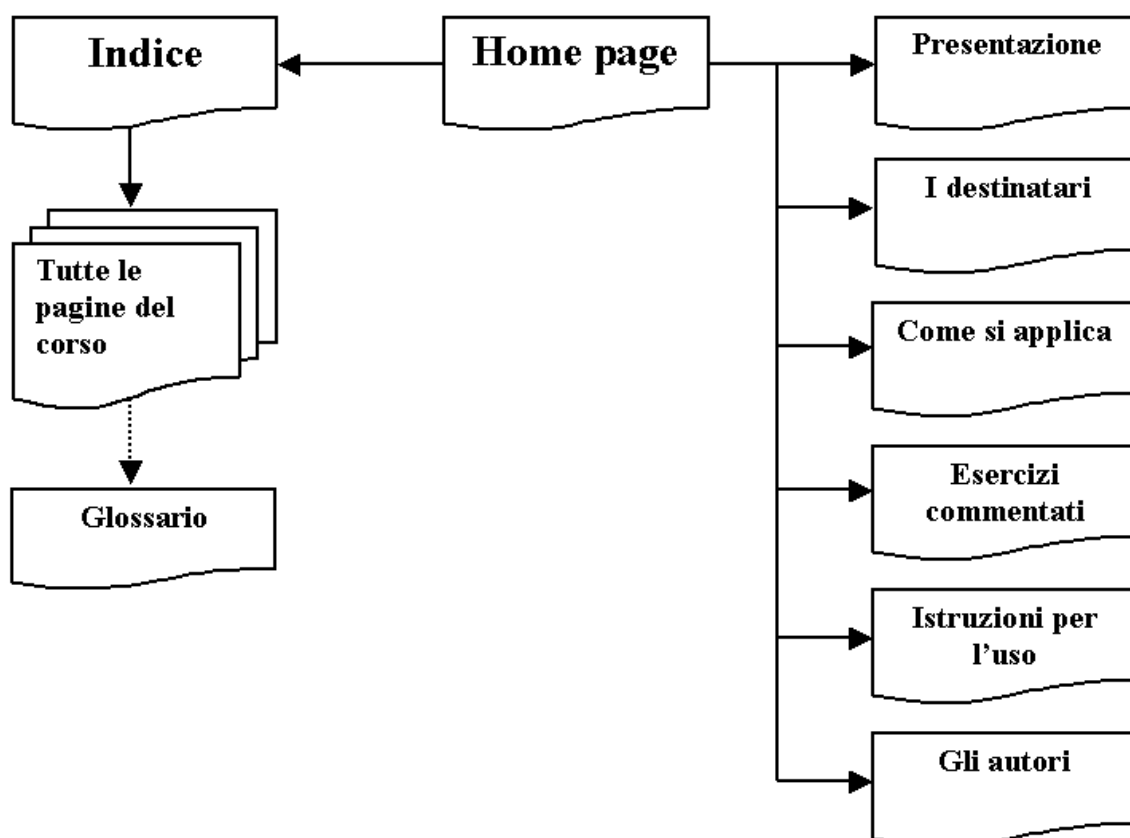 Indice
Home page
Presentazione
I destinatari
Tutte le
pagine del
corso
Come si applica
Esercizi
commentati
Glossario
Istruzioni per
l'uso
Gli autori